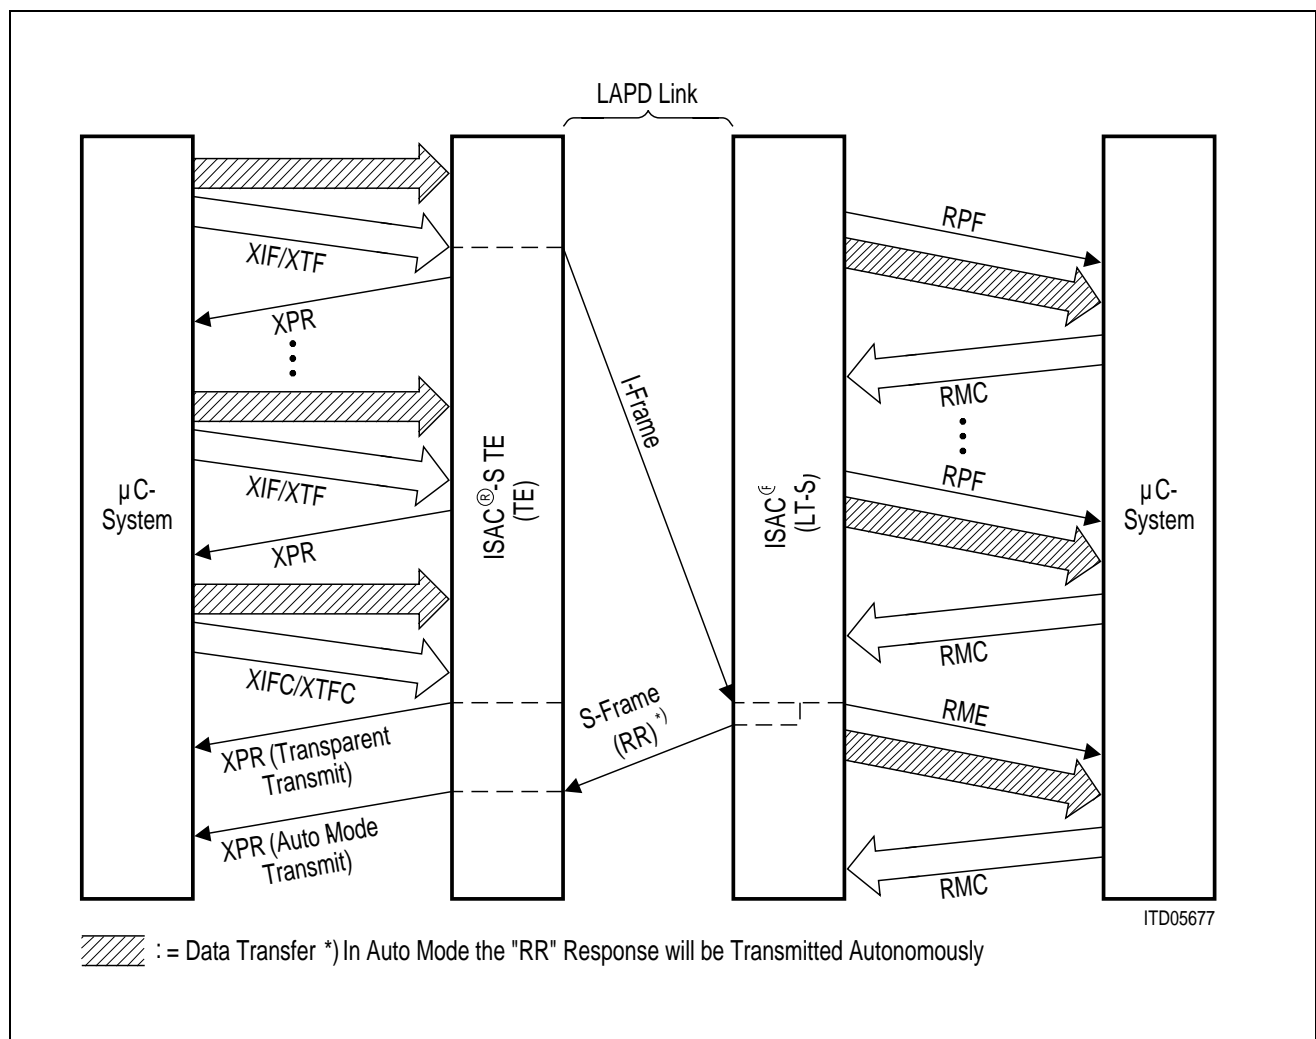 LAPD Link
µC-
System
XIF/XTF
XPR
XIF/XTF
XPR
XIFC/XTFC
XPR (Transparent
Transmit)
XPR (Auto Mode
Transmit)
ISAC®-S TE
(TE)
I-Frame
S-Frame
(RR) *)
ISAC
(LT-S)
RPF
RMC
RPF
RMC
RME
RMC
µC-
System
ITD05677
: = Data Transfer *) In Auto Mode the "RR" Response will be Transmitted Autonomously